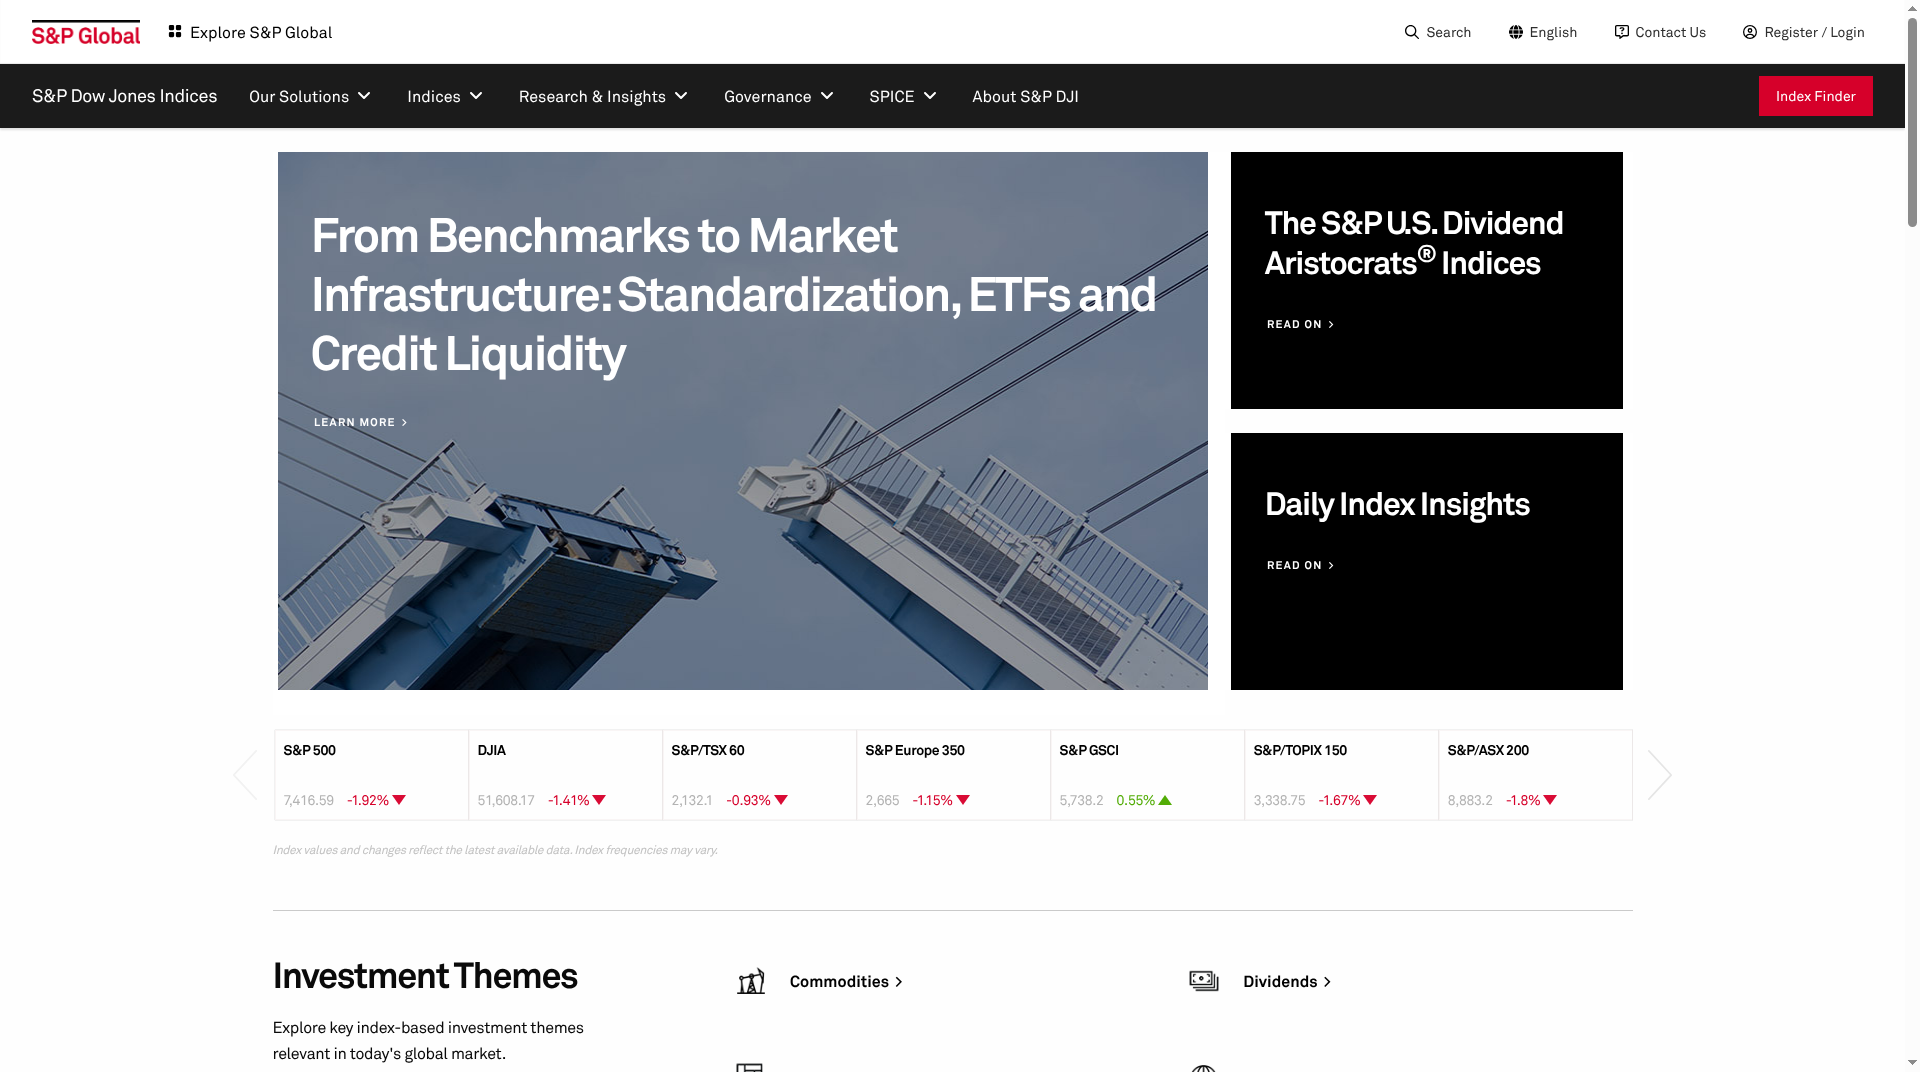 S&P Global
Explore S&P Global
Search
English
Contact Us
Register / Login
S&P Dow Jones Indices
Our Solutions
Indices
Research & Insights
Governance
SPICE
About S&P DJI
Index Finder
From Benchmarks to Market
Infrastructure: Standardization, ETFs and
Credit Liquidity
LEARN MORE >
The S&P U.S. Dividend
Aristocrats® Indices
READ ON >
Daily Index Insights
READ ON >
S&P 500
7,416.59 -1.92%
DJIA
51,608.17 -1.41%
S&P/TSX 60
2,132.1 -0.93%
S&P Europe 350
2,665 -1.15%
S&P GSCI
5,738.2 0.55%
S&P/TOPIX 150
3,338.75 -1.67%
S&P/ASX 200
8,883.2 -1.8%
Index values and changes reflect the latest available data. Index frequencies may vary.
Investment Themes
Explore key index-based investment themes
relevant in today's global market.
Commodities >
Dividends >